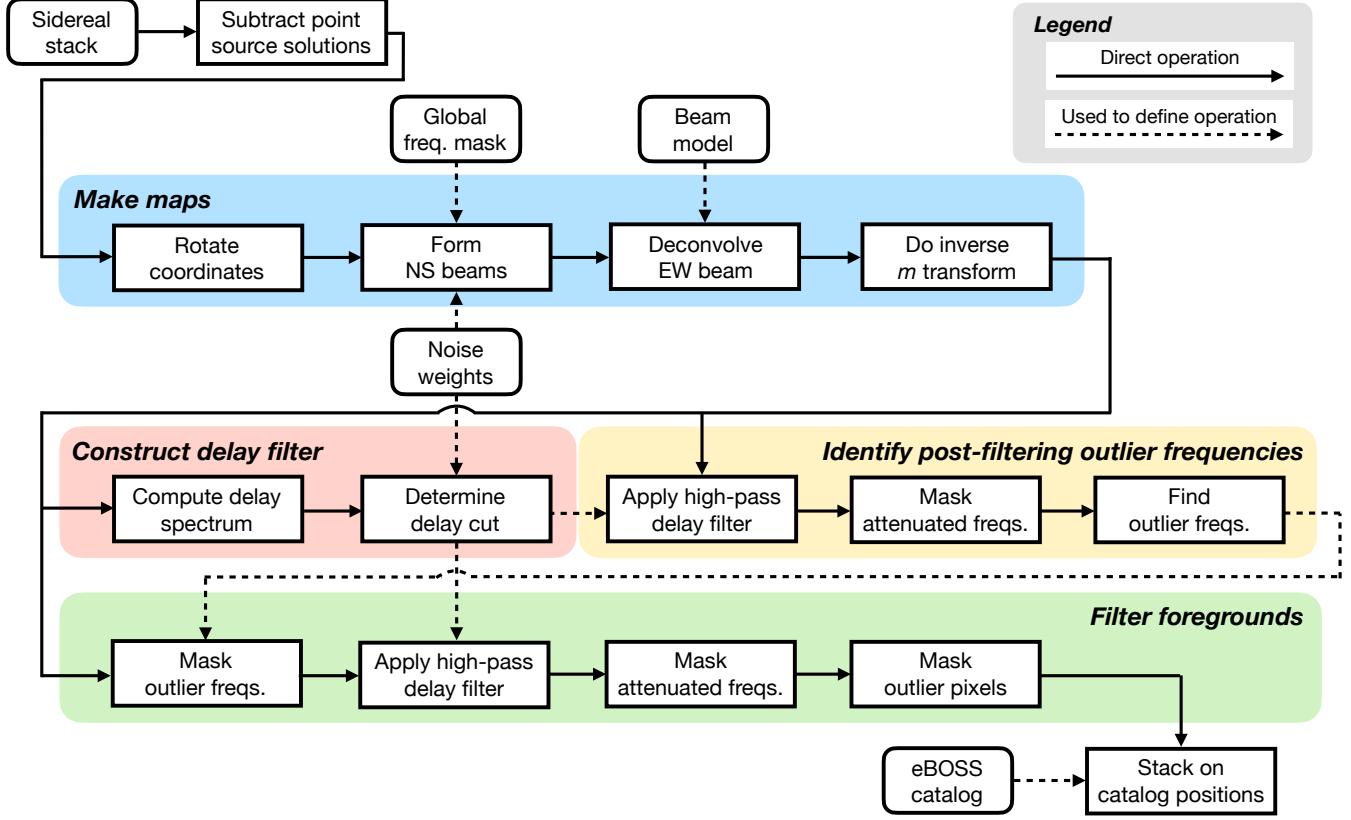 Sidereal
stack
Subtract point
source solutions
Legend
Direct operation
Used to define operation
Global
freq. mask
Beam
model
Make maps
Rotate
coordinates
Form
NS beams
Deconvolve
EW beam
Do inverse
m transform
Noise
weights
Construct delay filter
Compute delay
spectrum
Determine
delay cut
Identify post-filtering outlier frequencies
Apply high-pass
delay filter
Mask
attenuated freqs.
Find
outlier freqs.
Filter foregrounds
Mask
outlier freqs.
Apply high-pass
delay filter
Mask
attenuated freqs.
Mask
outlier pixels
eBOSS
catalog
Stack on
catalog positions